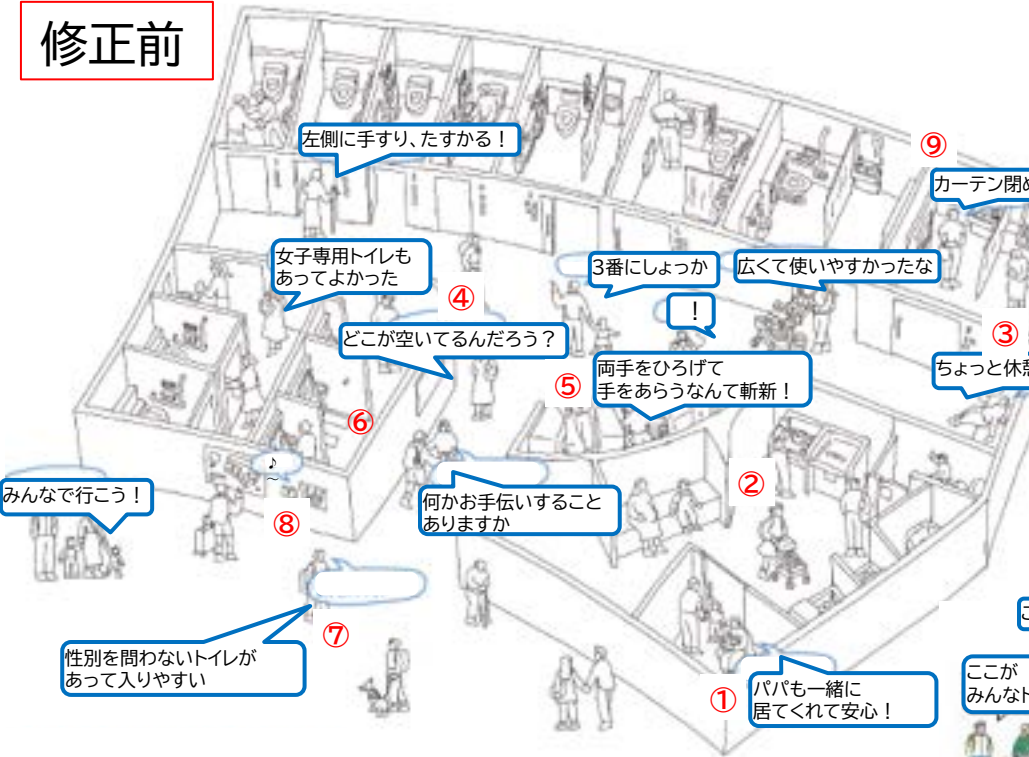 修正前
左側に手すり、たすかる！
⑨
カーテン閉め
女子専用トイレも
あってよかった
3番にしょっか
広くて使いやすかったな
④
！
③
どこが空いてるんだろう？
ちょっと休憩
⑤
両手をひろげて
手をあらうなんて斬新！
⑥
♪
～
②
みんなで行こう！
何かお手伝いすること
ありますか
⑧
⑦
性別を問わないトイレが
あって入りやすい
①
パパも一緒に
居てくれて安心！
ここが
みんなト